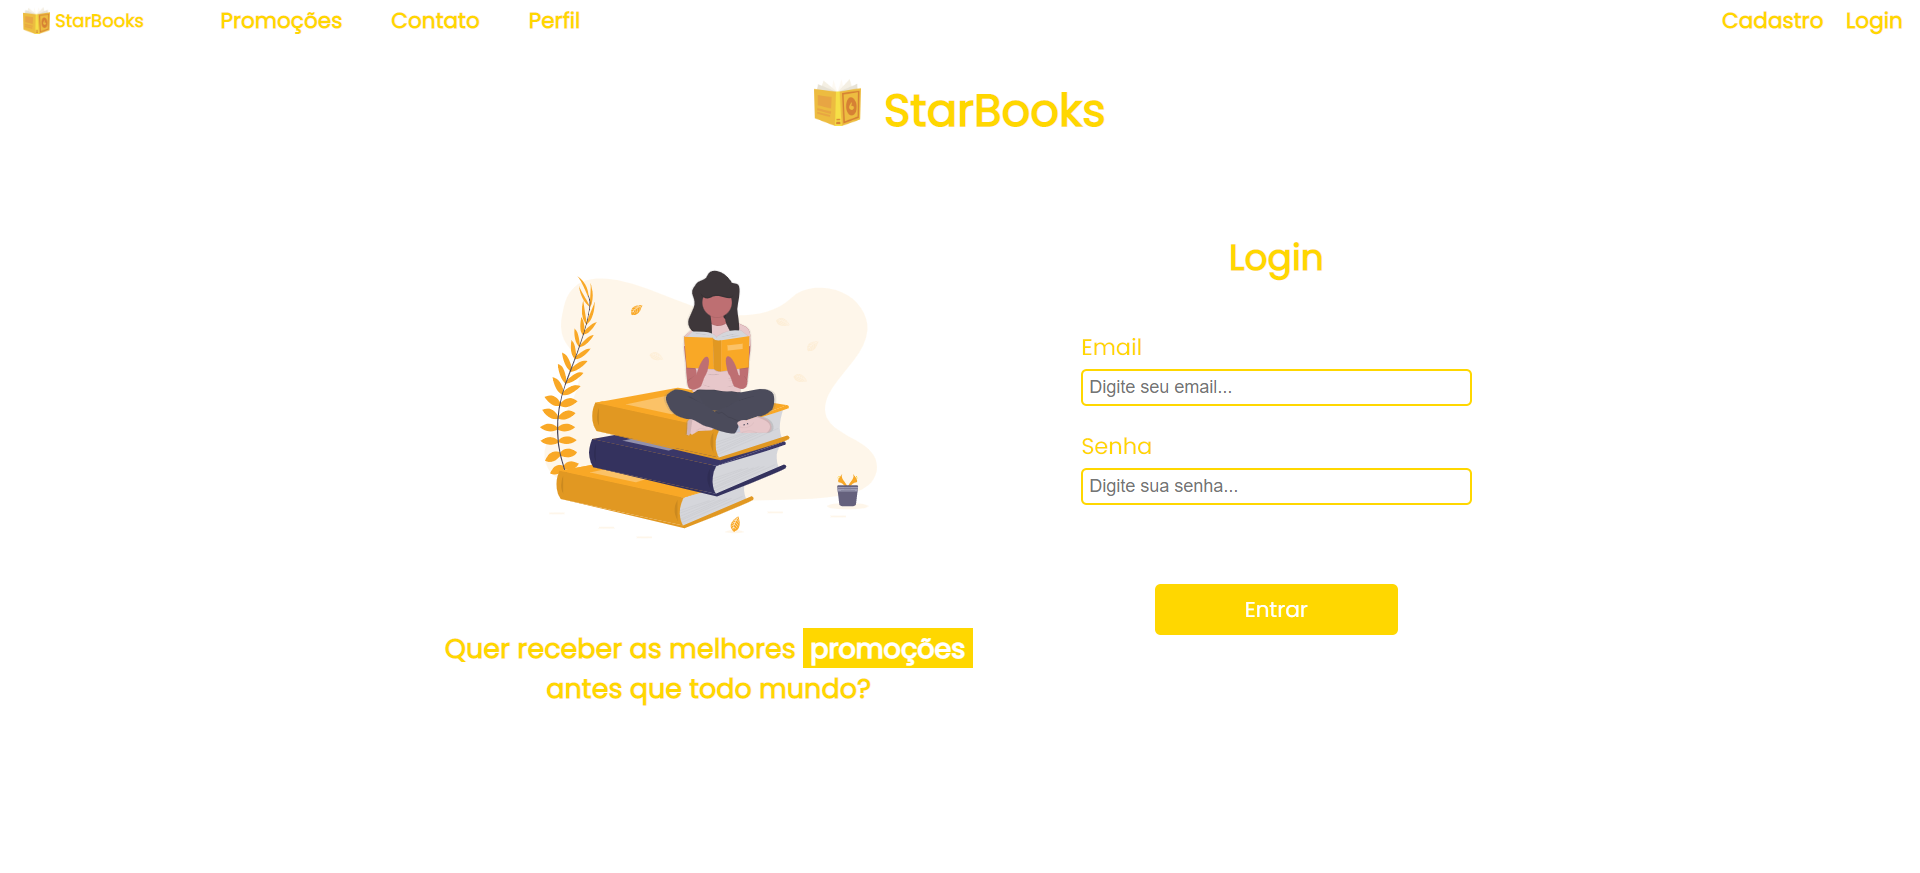 StarBooks Promoções Contato Perfil Cadastro Login
StarBooks
Login
Email
Digite seu email...
Senha
Digite sua senha...
Entrar
Quer receber as melhores promoções
antes que todo mundo?